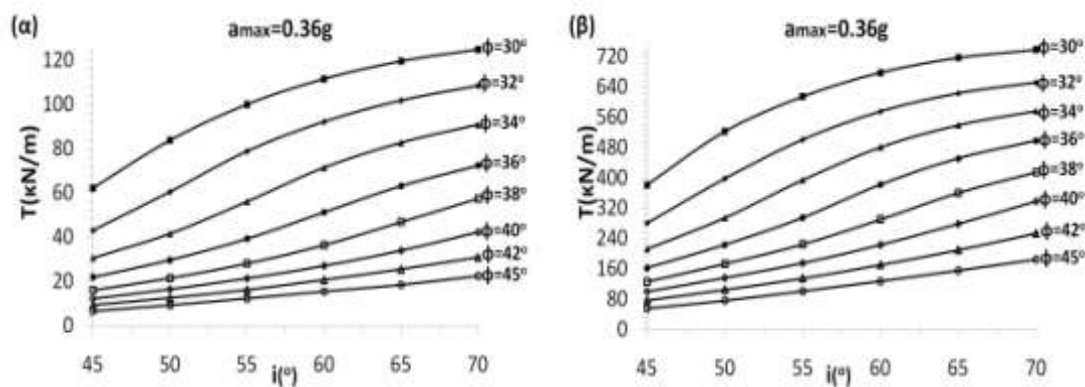 (α)
amax=0.36g
T(κN/m)
120
100
80
60
40
20
0
45 50 55 60 65 70
i(°)
ϕ=30°
ϕ=32°
ϕ=34°
ϕ=36°
ϕ=38°
ϕ=40°
ϕ=42°
ϕ=45°
(β)
amax=0.36g
T(κN/m)
720
640
560
480
400
320
240
160
80
0
45 50 55 60 65 70
i(°)
ϕ=30°
ϕ=32°
ϕ=34°
ϕ=36°
ϕ=38°
ϕ=40°
ϕ=42°
ϕ=45°